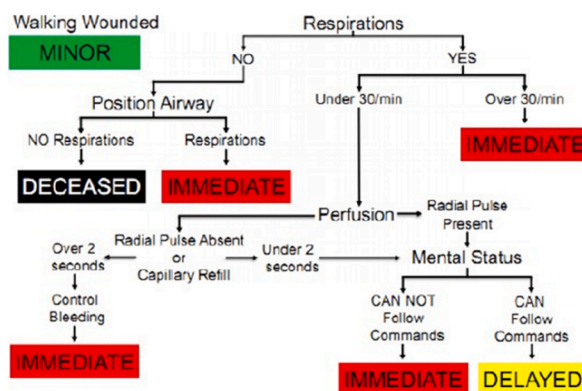 Walking Wounded
MINOR
Respirations
NO
YES
Position Airway
Under 30/min
Over 30/min
NO Respirations
Respirations
IMMEDIATE
DECEASED
IMMEDIATE
Perfusion
Radial Pulse
Present
Over 2
seconds
Radial Pulse Absent
or
Capillary Refill
Under 2
seconds
Mental Status
Control
Bleeding
CAN NOT
Follow
Commands
CAN
Follow
Commands
IMMEDIATE
IMMEDIATE
DELAYED